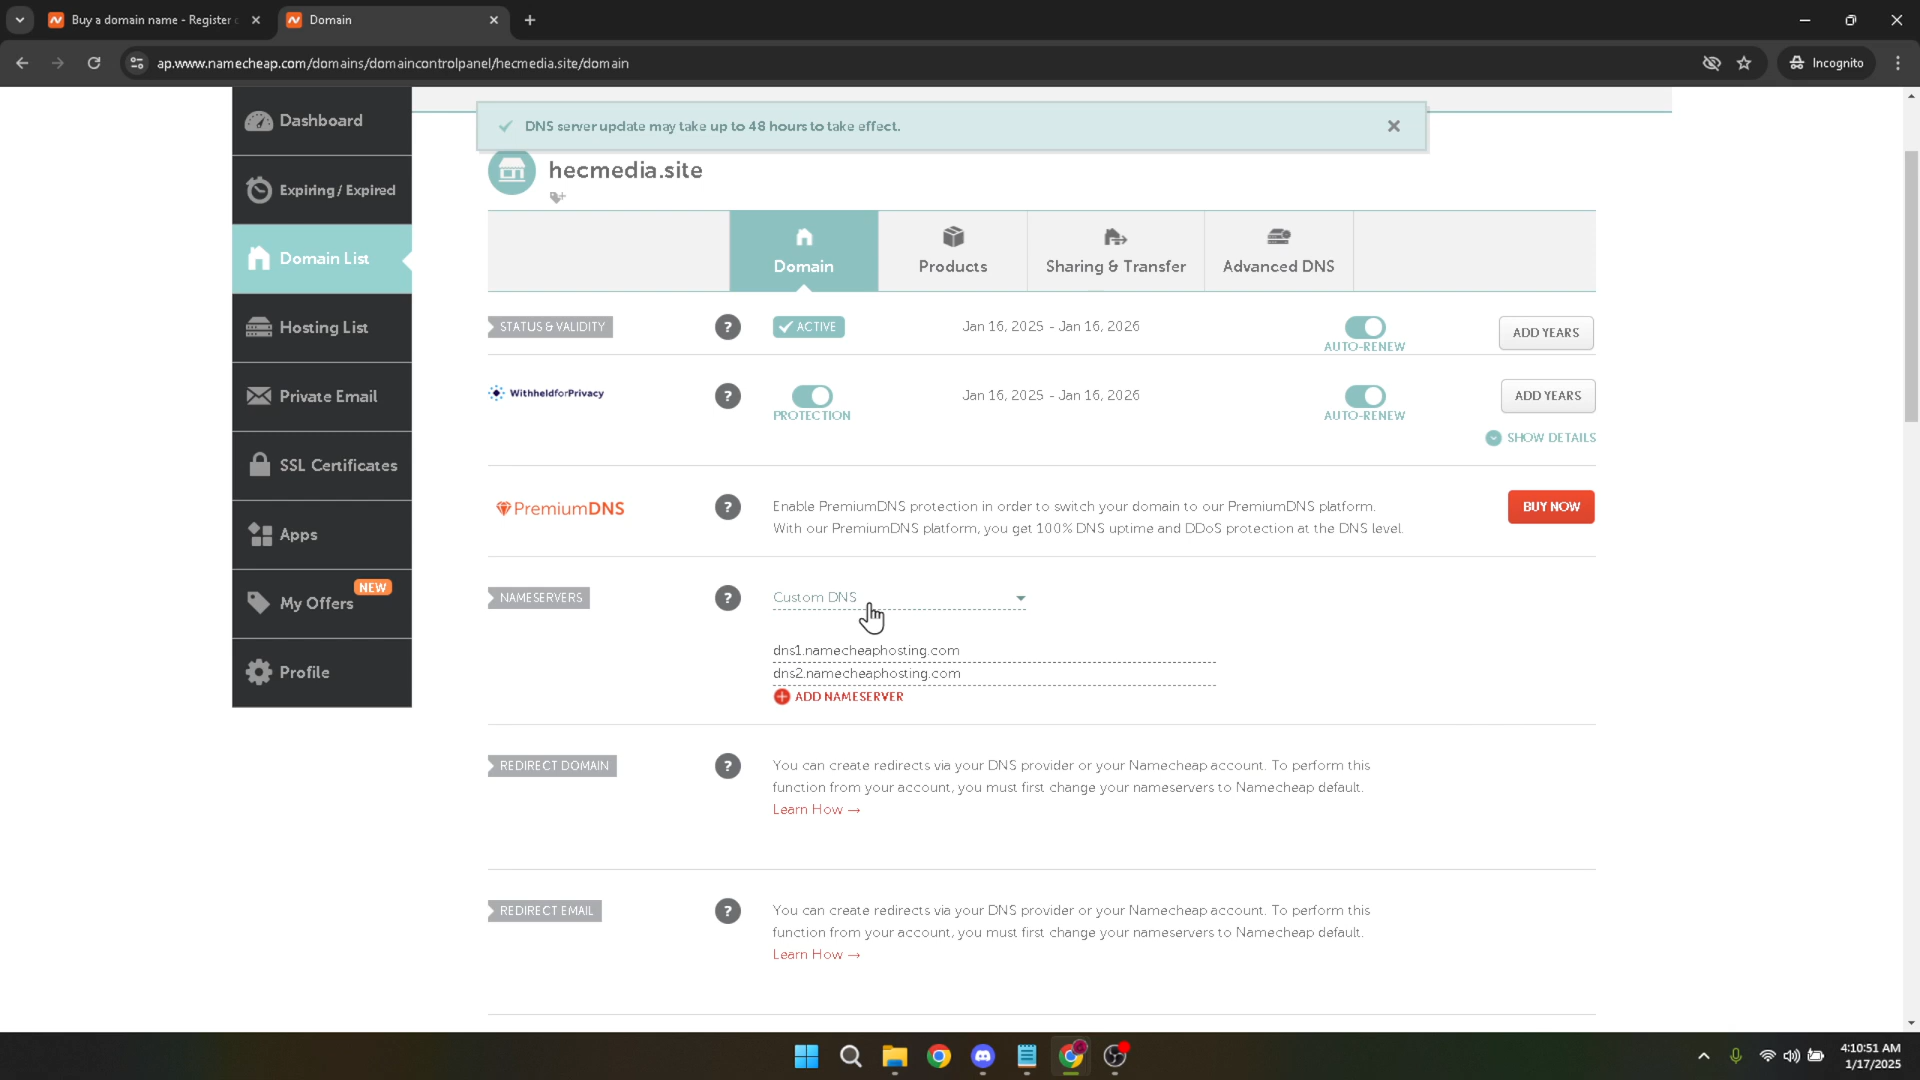 Buy a domain name - Register
Domain
ap.www.namecheap.com/domains/domaincontrolpanel/hecmedia.site/domain
Incognito
Dashboard
Expiring / Expired
Domain List
Hosting List
Private Email
SSL Certificates
Apps
My Offers
NEW
Profile
DNS server update may take up to 48 hours to take effect.
hecmedia.site
Domain
Products
Sharing & Transfer
Advanced DNS
STATUS & VALIDITY
?
ACTIVE
Jan 16, 2025 - Jan 16, 2026
AUTO-RENEW
ADD YEARS
WithheldforPrivacy
?
PROTECTION
Jan 16, 2025 - Jan 16, 2026
AUTO-RENEW
ADD YEARS
SHOW DETAILS
PremiumDNS
?
Enable PremiumDNS protection in order to switch your domain to our PremiumDNS platform.
With our PremiumDNS platform, you get 100% DNS uptime and DDoS protection at the DNS level.
BUY NOW
NAMESERVERS
?
Custom DNS
dns1.namecheaphosting.com
dns2.namecheaphosting.com
ADD NAMESERVER
REDIRECT DOMAIN
?
You can create redirects via your DNS provider or your Namecheap account. To perform this
function from your account, you must first change your nameservers to Namecheap default.
Learn How →
REDIRECT EMAIL
?
You can create redirects via your DNS provider or your Namecheap account. To perform this
function from your account, you must first change your nameservers to Namecheap default.
Learn How →
4:10:51 AM
1/17/2025